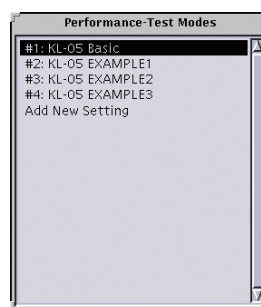 Performance-Test Modes
#1: KL-05 Basic
#2: KL-05 EXAMPLE1
#3: KL-05 EXAMPLE2
#4: KL-05 EXAMPLE3
Add New Setting